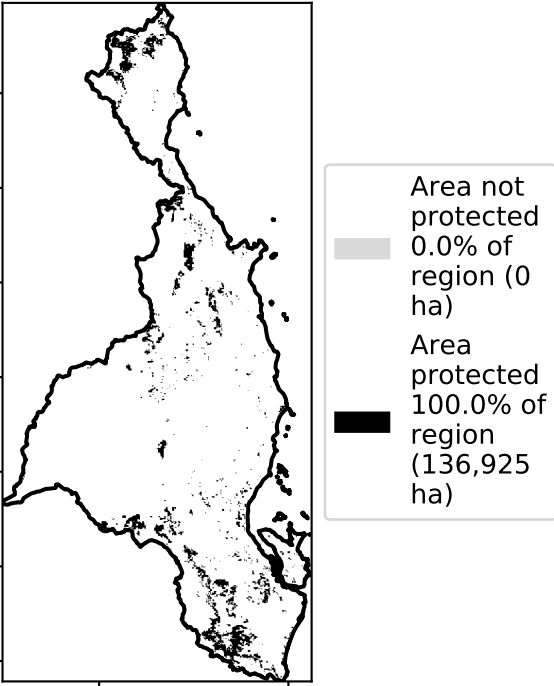 Area not
protected
0.0% of
region (0
ha)
Area
protected
100.0% of
region
(136,925
ha)